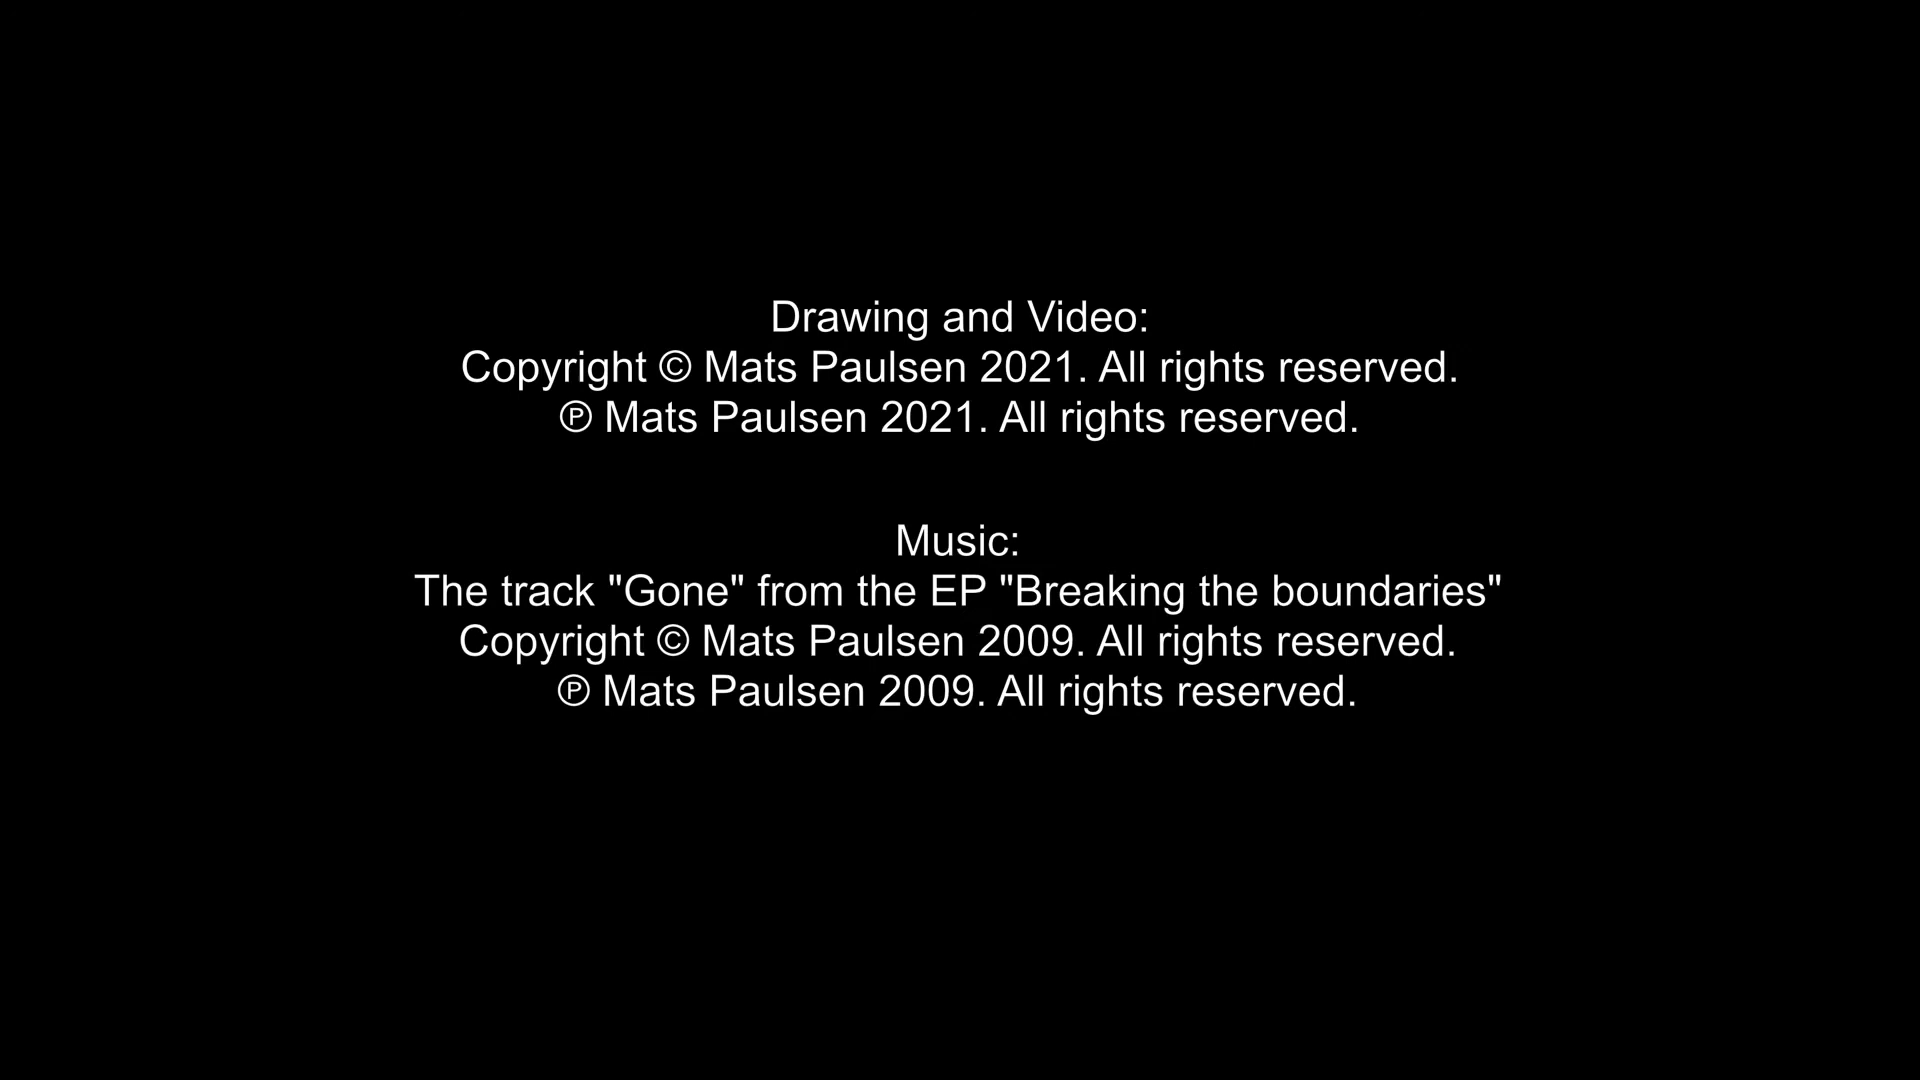 Drawing and Video:
Copyright © Mats Paulsen 2021. All rights reserved.
℗ Mats Paulsen 2021. All rights reserved.
Music:
The track "Gone" from the EP "Breaking the boundaries"
Copyright © Mats Paulsen 2009. All rights reserved.
℗ Mats Paulsen 2009. All rights reserved.